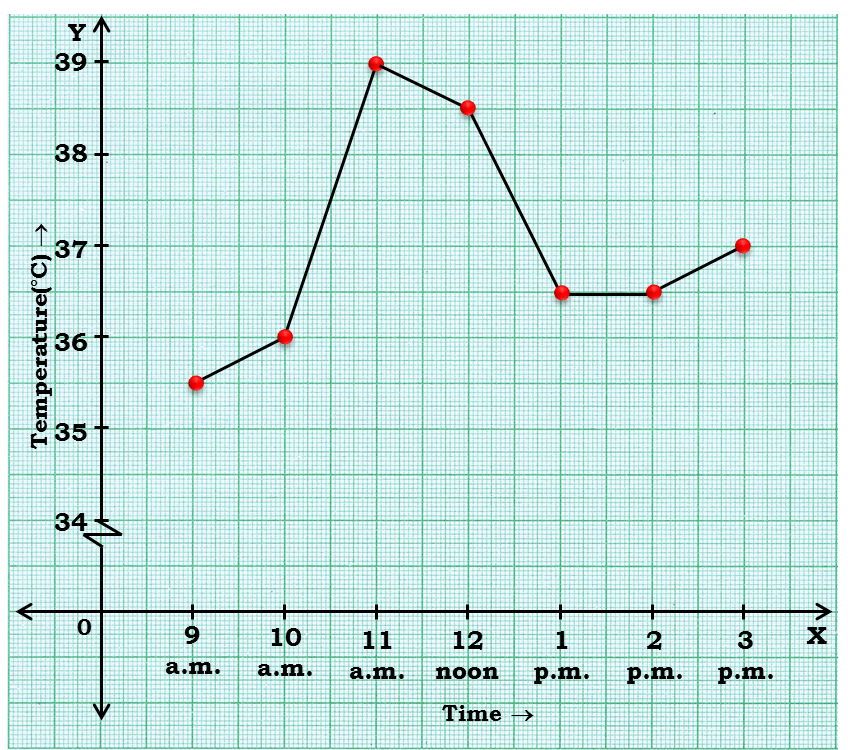 Y
39
38
37
36
35
34
Temperature(°C) →
0
9 10 11 12 1 2 3 X
a.m. a.m. a.m. noon p.m. p.m. p.m.
Time →